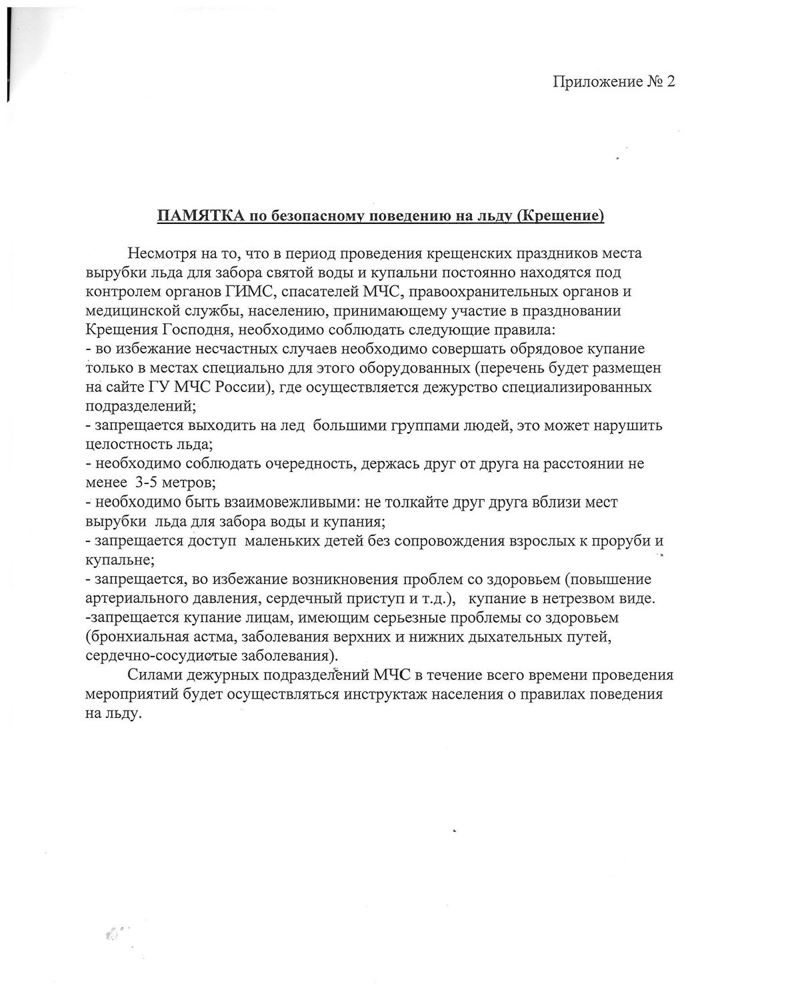 Приложение № 2
ПАМЯТКА по безопасному поведению на льду (Крещение)
Несмотря на то, что в период проведения крещенских праздников места
вырубки льда для забора святой воды и купальни постоянно находятся под
контролем органов ГИМС, спасателей МЧС, правоохранительных органов и
медицинской службы, населению, принимающему участие в праздновании
Крещения Господня, необходимо соблюдать следующие правила:
- во избежание несчастных случаев необходимо совершать обрядовое купание
только в местах специально для этого оборудованных (перечень будет размещен
на сайте ГУ МЧС России), где осуществляется дежурство специализированных
подразделений;
- запрещается выходить на лед  большими группами людей, это может нарушить
целостность льда;
- необходимо соблюдать очередность, держась друг от друга на расстоянии не
менее  3-5 метров;
- необходимо быть взаимовежливыми: не толкайте друг друга вблизи мест
вырубки  льда для забора воды и купания;
- запрещается доступ  маленьких детей без сопровождения взрослых к проруби и
купальне;
- запрещается, во избежание возникновения проблем со здоровьем (повышение
артериального давления, сердечный приступ и т.д.),   купание в нетрезвом виде.
-запрещается купание лицам, имеющим серьезные проблемы со здоровьем
(бронхиальная астма, заболевания верхних и нижних дыхательных путей,
сердечно-сосудистые заболевания).
Силами дежурных подразделений МЧС в течение всего времени проведения
мероприятий будет осуществляться инструктаж населения о правилах поведения
на льду.